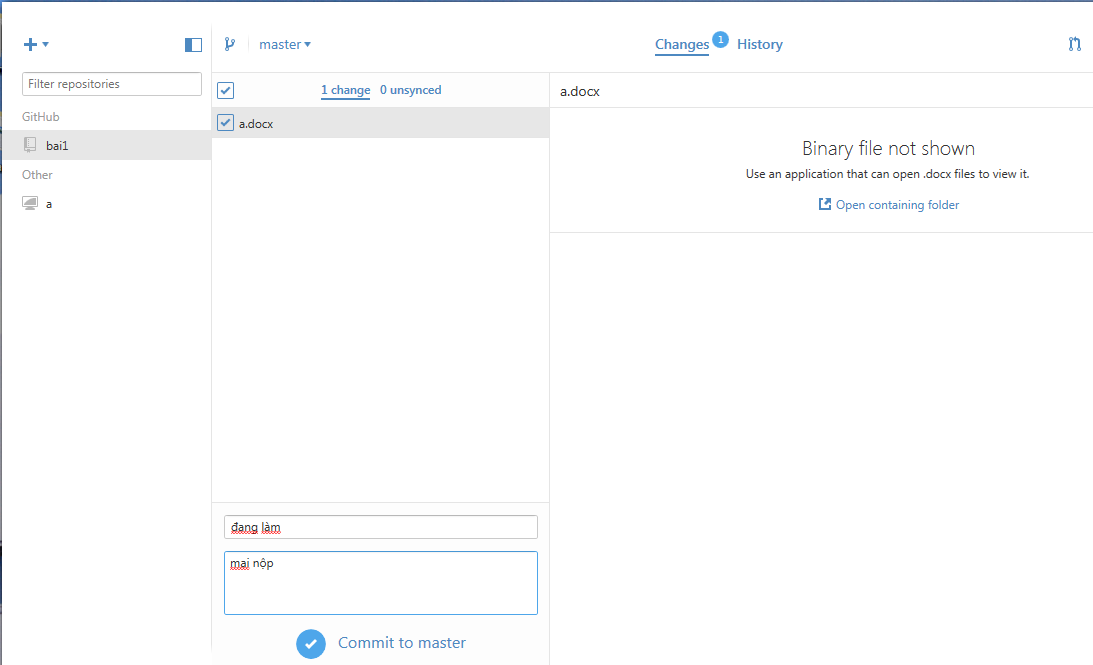 master
Changes 1 History
Filter repositories
GitHub
bai1
Other
a
1 change 0 unsynced
a.docx
đang làm
mai nộp
Commit to master
a.docx
Binary file not shown
Use an application that can open .docx files to view it.
Open containing folder